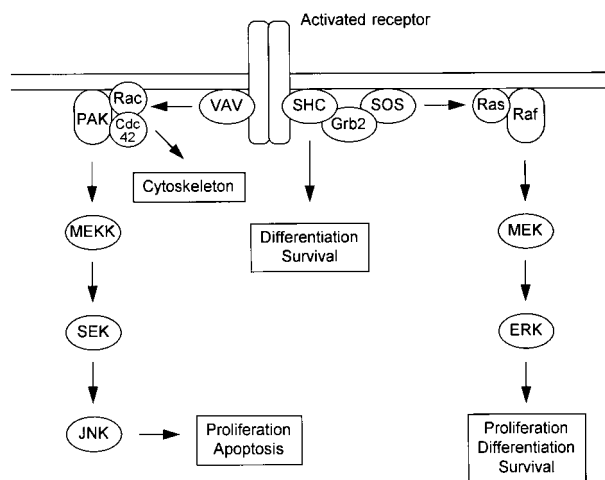 Activated receptor
Rac
PAK
Cdc
42
VAV
SHC
Grb2
SOS
Ras
Raf
Cytoskeleton
MEKK
Differentiation
Survival
MEK
SEK
ERK
JNK
Proliferation
Apoptosis
Proliferation
Differentiation
Survival